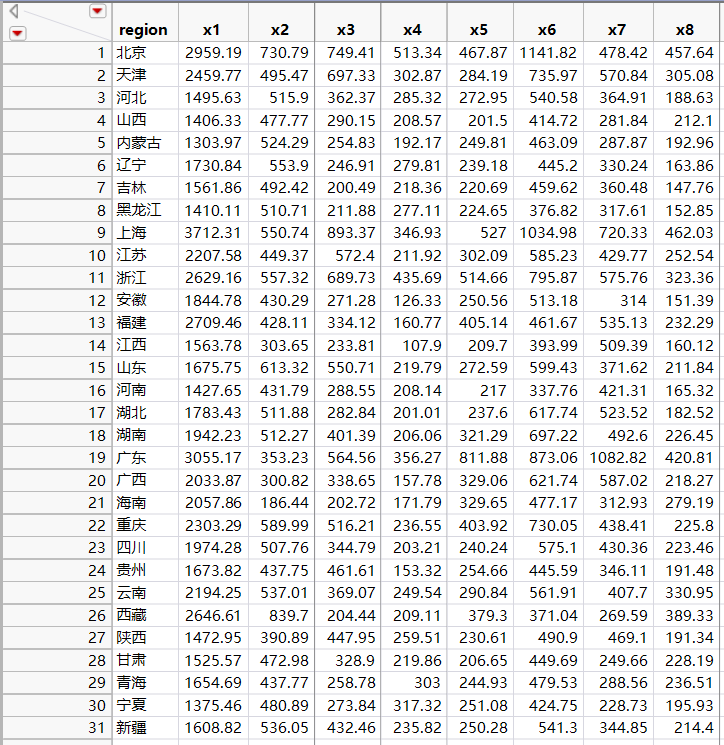 region x1 x2 x3 x4 x5 x6 x7 x8
1 北京 2959.19 730.79 749.41 513.34 467.87 1141.82 478.42 457.64
2 天津 2459.77 495.47 697.33 302.87 284.19 735.97 570.84 305.08
3 河北 1495.63 515.9 362.37 285.32 272.95 540.58 364.91 188.63
4 山西 1406.33 477.77 290.15 208.57 201.5 414.72 281.84 212.1
5 内蒙古 1303.97 524.29 254.83 192.17 249.81 463.09 287.87 192.96
6 辽宁 1730.84 553.9 246.91 279.81 239.18 445.2 330.24 163.86
7 吉林 1561.86 492.42 200.49 218.36 220.69 459.62 360.48 147.76
8 黑龙江 1410.11 510.71 211.88 277.11 224.65 376.82 317.61 152.85
9 上海 3712.31 550.74 893.37 346.93 527 1034.98 720.33 462.03
10 江苏 2207.58 449.37 572.4 211.92 302.09 585.23 429.77 252.54
11 浙江 2629.16 557.32 689.73 435.69 514.66 795.87 575.76 323.36
12 安徽 1844.78 430.29 271.28 126.33 250.56 513.18 314 151.39
13 福建 2709.46 428.11 334.12 160.77 405.14 461.67 535.13 232.29
14 江西 1563.78 303.65 233.81 107.9 209.7 393.99 509.39 160.12
15 山东 1675.75 613.32 550.71 219.79 272.59 599.43 371.62 211.84
16 河南 1427.65 431.79 288.55 208.14 217 337.76 421.31 165.32
17 湖北 1783.43 511.88 282.84 201.01 237.6 617.74 523.52 182.52
18 湖南 1942.23 512.27 401.39 206.06 321.29 697.22 492.6 226.45
19 广东 3055.17 353.23 564.56 356.27 811.88 873.06 1082.82 420.81
20 广西 2033.87 300.82 338.65 157.78 329.06 621.74 587.02 218.27
21 海南 2057.86 186.44 202.72 171.79 329.65 477.17 312.93 279.19
22 重庆 2303.29 589.99 516.21 236.55 403.92 730.05 438.41 225.8
23 四川 1974.28 507.76 344.79 203.21 240.24 575.1 430.36 223.46
24 贵州 1673.82 437.75 461.61 153.32 254.66 445.59 346.11 191.48
25 云南 2194.25 537.01 369.07 249.54 290.84 561.91 407.7 330.95
26 西藏 2646.61 839.7 204.44 209.11 379.3 371.04 269.59 389.33
27 陕西 1472.95 390.89 447.95 259.51 230.61 490.9 469.1 191.34
28 甘肃 1525.57 472.98 328.9 219.86 206.65 449.69 249.66 228.19
29 青海 1654.69 437.77 258.78 303 244.93 479.53 288.56 236.51
30 宁夏 1375.46 480.89 273.84 317.32 251.08 424.75 228.73 195.93
31 新疆 1608.82 536.05 432.46 235.82 250.28 541.3 344.85 214.4